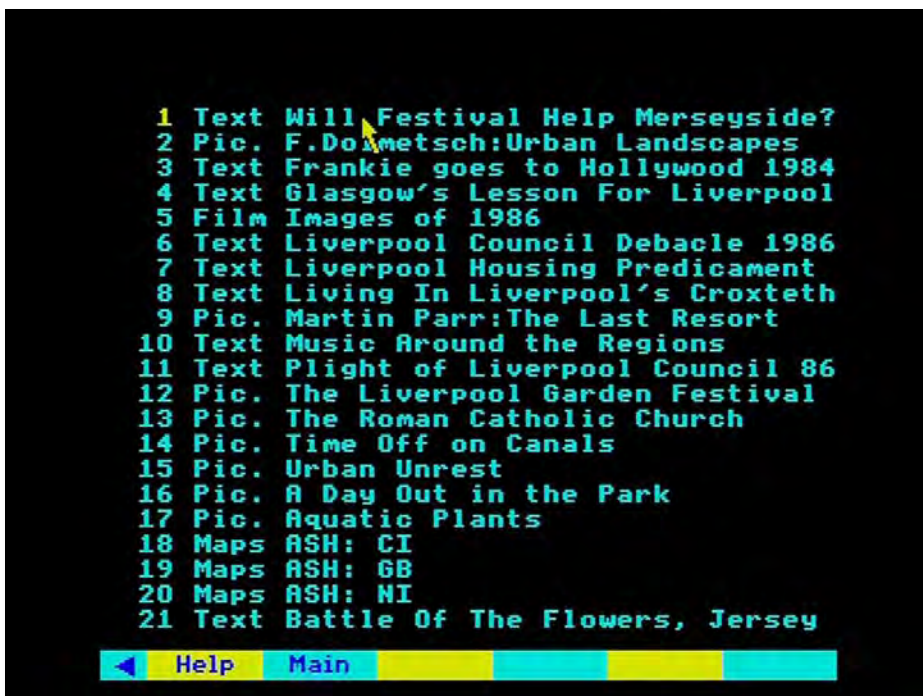 1 Text Will Festival Help Merseyside?
2 Pic. F.Dolmetsch:Urban Landscapes
3 Text Frankie goes to Hollywood 1984
4 Text Glasgow's Lesson For Liverpool
5 Film Images of 1986
6 Text Liverpool Council Debacle 1986
7 Text Liverpool Housing Predicament
8 Text Living In Liverpool's Croxteth
9 Pic. Martin Parr:The Last Resort
10 Text Music Around the Regions
11 Text Plight of Liverpool Council 86
12 Pic. The Liverpool Garden Festival
13 Pic. The Roman Catholic Church
14 Pic. Time Off on Canals
15 Pic. Urban Unrest
16 Pic. A Day Out in the Park
17 Pic. Aquatic Plants
18 Maps ASH: CI
19 Maps ASH: GB
20 Maps ASH: NI
21 Text Battle Of The Flowers, Jersey
Help Main